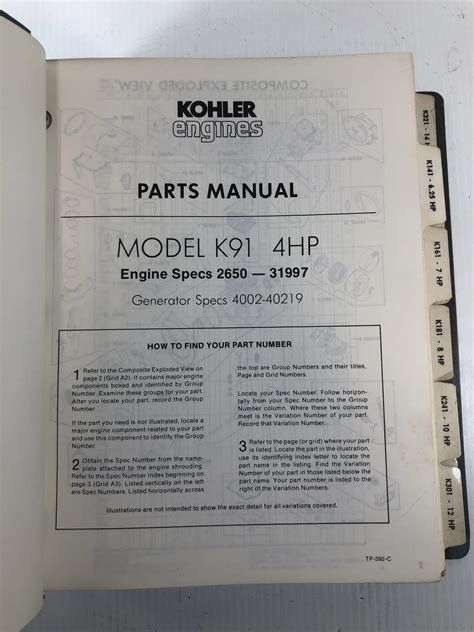 COMPOSITE EXPLODED VIEW
KOHLER
engines
PARTS MANUAL
MODEL K91 4HP
Engine Specs 2650 — 31997
Generator Specs 4002-40219
HOW TO FIND YOUR PART NUMBER
1 Refer to the Composite Exploded View on
page 2 (Grid A2). It contains major engine
components boxed and identified by Group
Number. Examine these groups for your part.
After you locate your part, record the Group
Number.
If the part you need is not illustrated, locate a
major engine component related to your part
and use this component to identify the Group
Number.
2 Obtain the Spec Number from the name-
plate attached to the engine shrouding.
Refer to the Spec Number Index beginning on
page 3 (Grid A3). Listed vertically on the left
are Spec Numbers. Listed horizontally across
the top are Group Numbers and their titles,
Page and Grid Numbers.
Locate your Spec Number. Follow horizon-
tally from your Spec Number to the Group
Number column. Where these two columns
meet is the Variation Number of your part.
Record that Variation Number.
3 Refer to the page (or grid) where your part
is listed. Locate the part in the illustration,
use its identifying index letter to locate the
part name in the listing. Find the Variation
Number of your part in those listed below the
part name. Your part number is listed to the
right of the Variation Numbers.
Illustrations are not intended to show the exact detail for all variations covered.
TP-392-C
K321 - 14 H
K141 - 6.25 HP
K161 - 7 HP
K181 - 8 HP
K241 - 10 HP
K301 - 12 HP